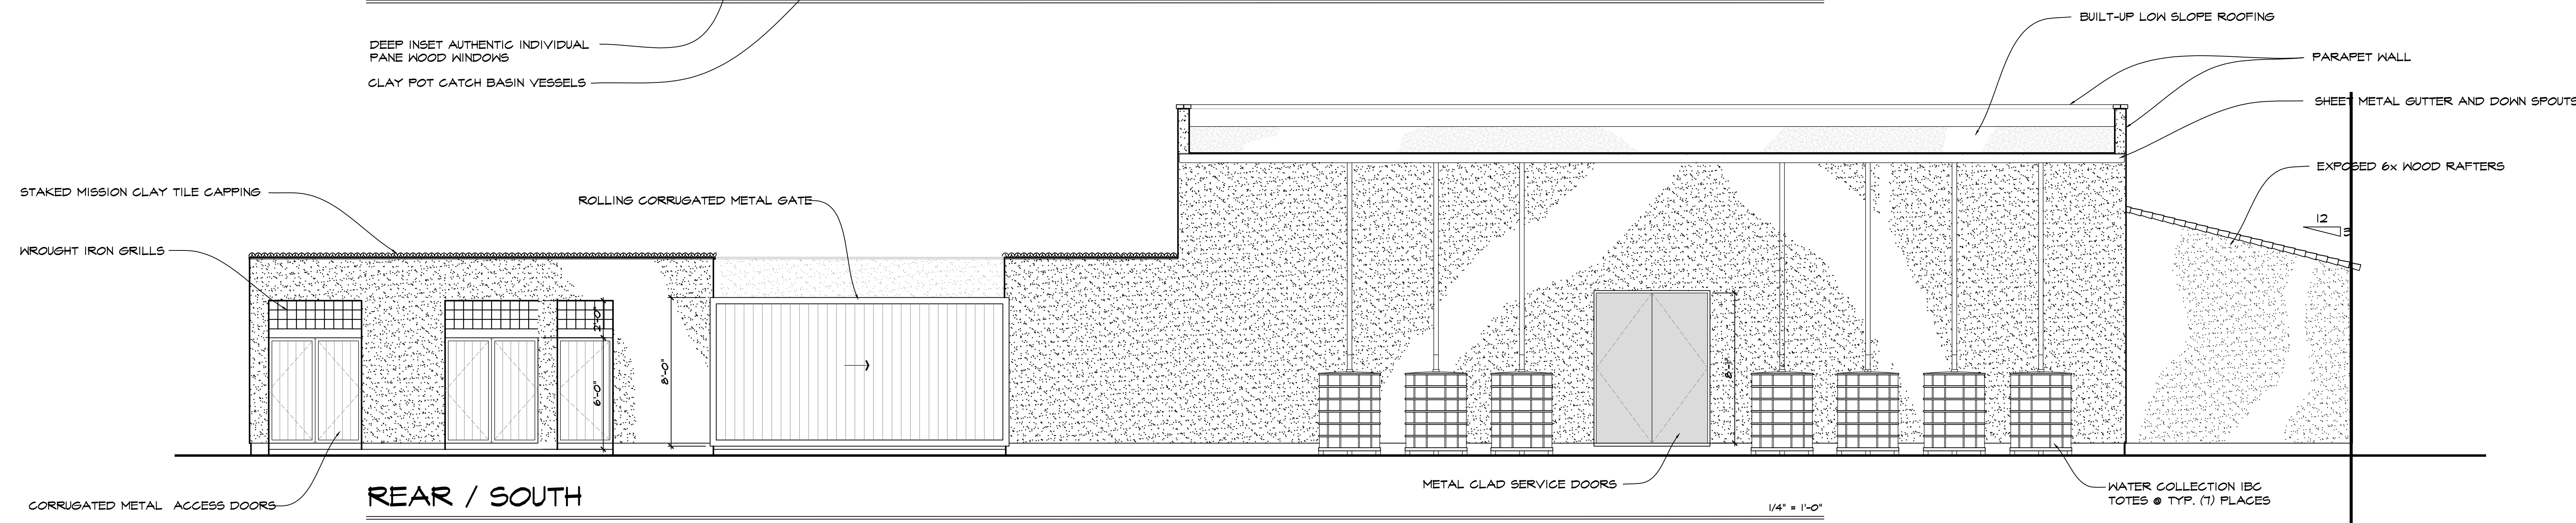 BUILT-UP LOW SLOPE ROOFING
DEEP INSET AUTHENTIC INDIVIDUAL
PANE WOOD WINDOWS
PARAPET WALL
CLAY POT CATCH BASIN VESSELS
SHEET METAL GUTTER AND DOWN SPOUTS
EXPOSED 6x WOOD RAFTERS
STAKED MISSION CLAY TILE CAPPING
ROLLING CORRUGATED METAL GATE
12
3
WROUGHT IRON GRILLS
2'-0"
8'-0"
6'-0"
8'-1"
METAL CLAD SERVICE DOORS
WATER COLLECTION IBC
TOTES @ TYP. (7) PLACES
REAR / SOUTH
CORRUGATED METAL  ACCESS DOORS
1/4" = 1'-0"